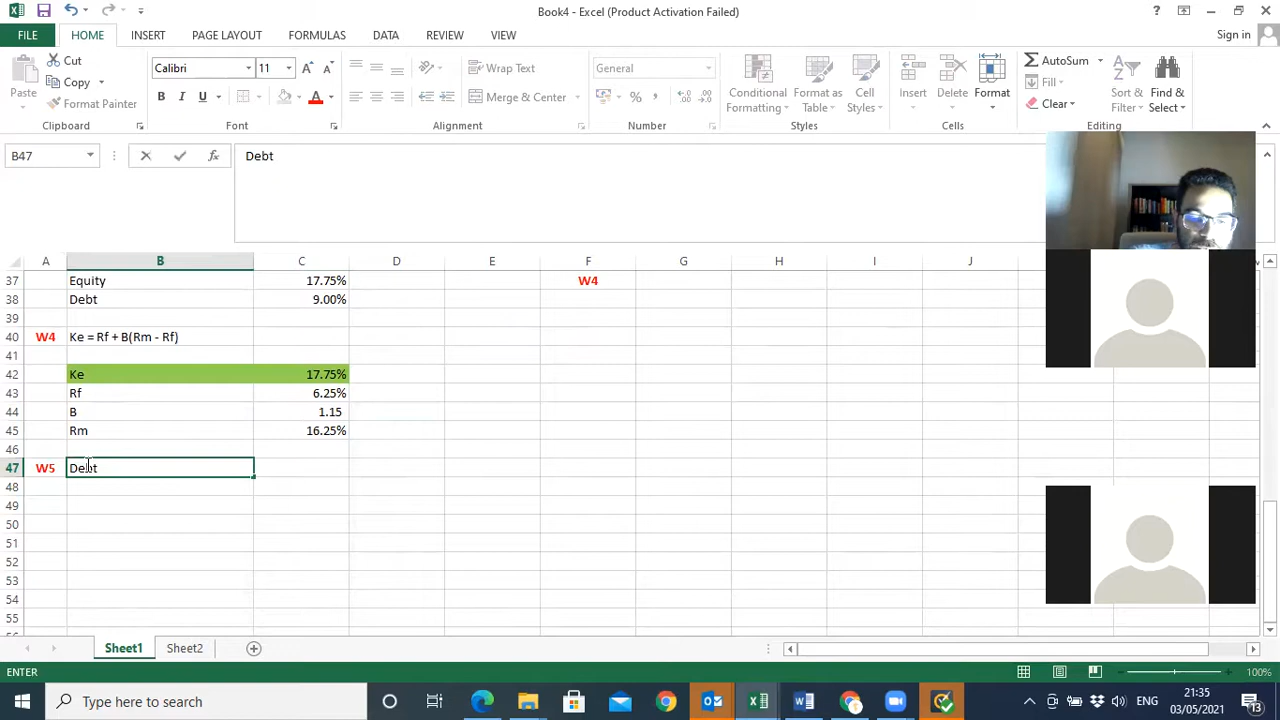 Book4 - Excel (Product Activation Failed)
FILE HOME INSERT PAGE LAYOUT FORMULAS DATA REVIEW VIEW Sign in
Cut
Copy
Format Painter
Paste
Calibri 11
Wrap Text
Merge & Center
General
Conditional Formatting
Format as Table
Cell Styles
Insert
Delete
Format
AutoSum
Fill
Clear
Sort & Filter
Find & Select
Clipboard Font Alignment Number Styles Cells Editing
B47 Debt
A B C D E F G H I J
37 Equity 17.75% W4
38 Debt 9.00%
39
40 W4 Ke = Rf + B(Rm - Rf)
41
42 Ke 17.75%
43 Rf 6.25%
44 B 1.15
45 Rm 16.25%
46
47 W5 Debt
48
49
50
51
52
53
54
55
56
Sheet1 Sheet2
ENTER 100%
Type here to search
ENG
21:35
03/05/2021
13